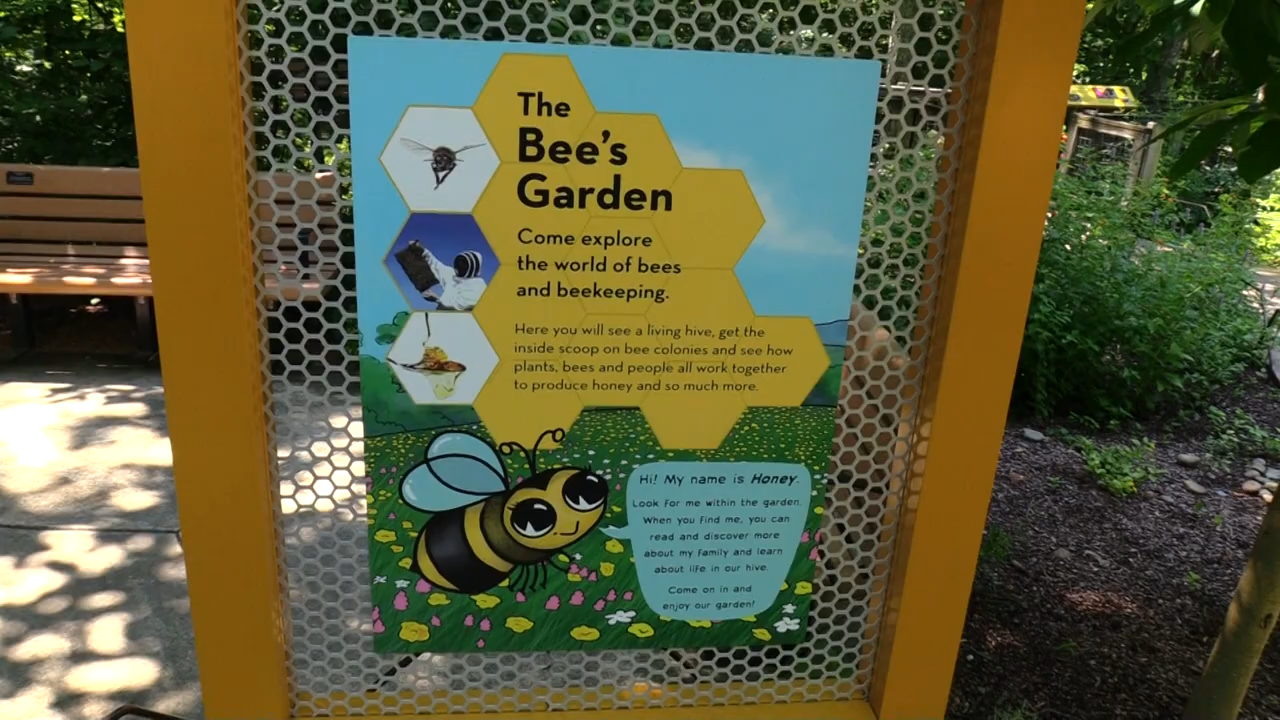 The
Bee's
Garden
Come explore
the world of bees
and beekeeping.
Here you will see a living hive, get the
inside scoop on bee colonies and see how
plants, bees and people all work together
to produce honey and so much more.
Hi! My name is Honey.
Look for me within the garden.
When you find me, you can
read and discover more
about my family and learn
about life in our hive.
Come on in and
enjoy our garden!